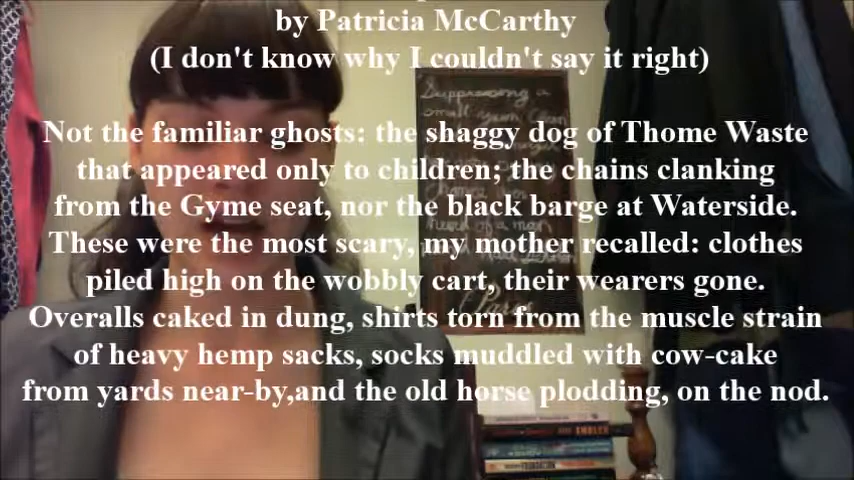 by Patricia McCarthy
(I don't know why I couldn't say it right)
Not the familiar ghosts: the shaggy dog of Thome Waste
that appeared only to children; the chains clanking
from the Gyme seat, nor the black barge at Waterside.
These were the most scary, my mother recalled: clothes
piled high on the wobbly cart, their wearers gone.
Overalls caked in dung, shirts torn from the muscle strain
of heavy hemp sacks, socks muddled with cow-cake
from yards near-by,and the old horse plodding, on the nod.
Suppressing a
heard of a man